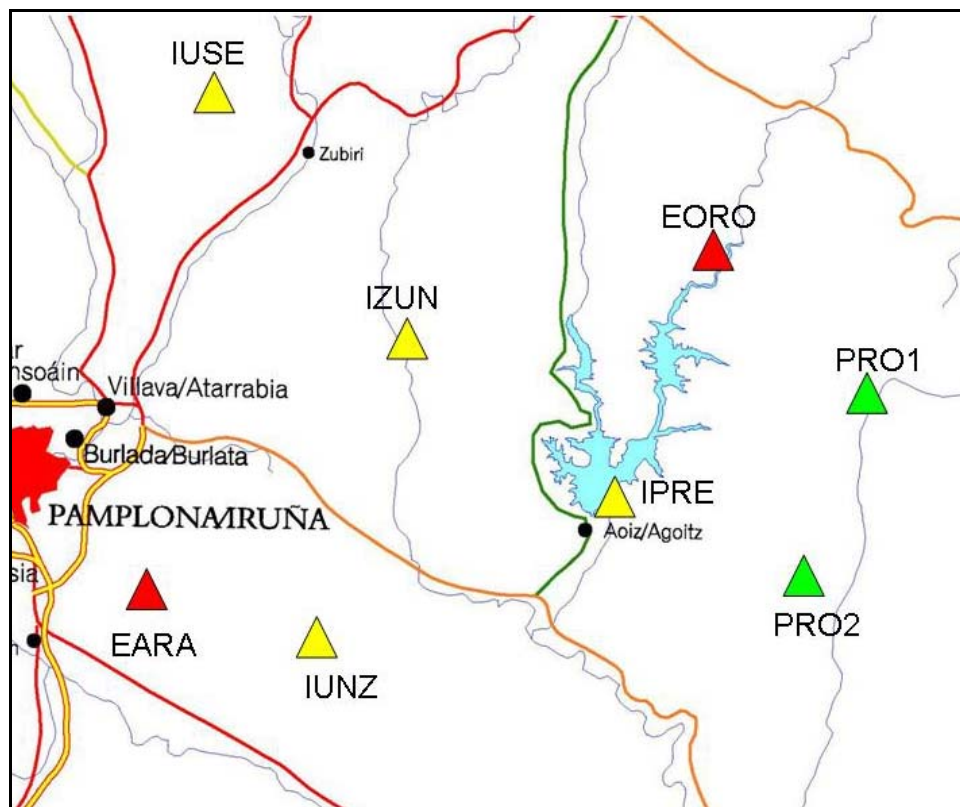 IUSE
Zubiri
EORO
IZUN
PRO1
Villava/Atarrabia
Burlada/Burlata
IPRE
PAMPLONA/IRUÑA
Aoiz/Agoitz
EARA
PRO2
IUNZ